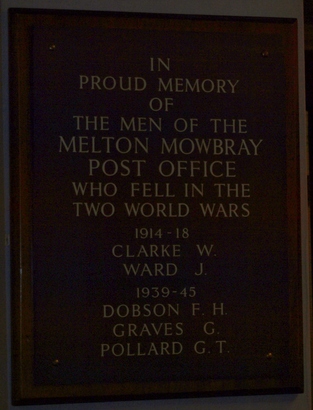 IN
PROUD MEMORY
OF
THE MEN OF THE
MELTON MOWBRAY
POST OFFICE
WHO FELL IN THE
TWO WORLD WARS
1914-18
CLARKE W.
WARD J.
1939-45
DOBSON F. H.
GRAVES G.
POLLARD G. T.